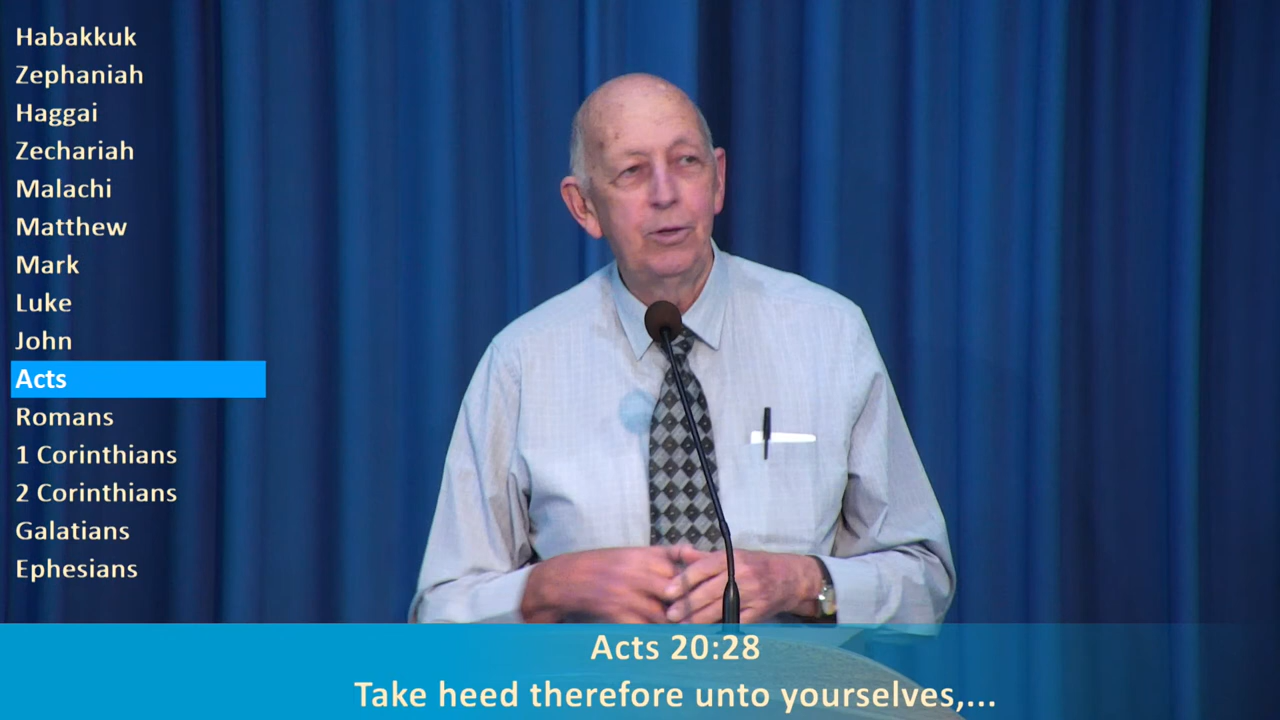 Habakkuk
Zephaniah
Haggai
Zechariah
Malachi
Matthew
Mark
Luke
John
Acts
Romans
1 Corinthians
2 Corinthians
Galatians
Ephesians
Acts 20:28
Take heed therefore unto yourselves,...